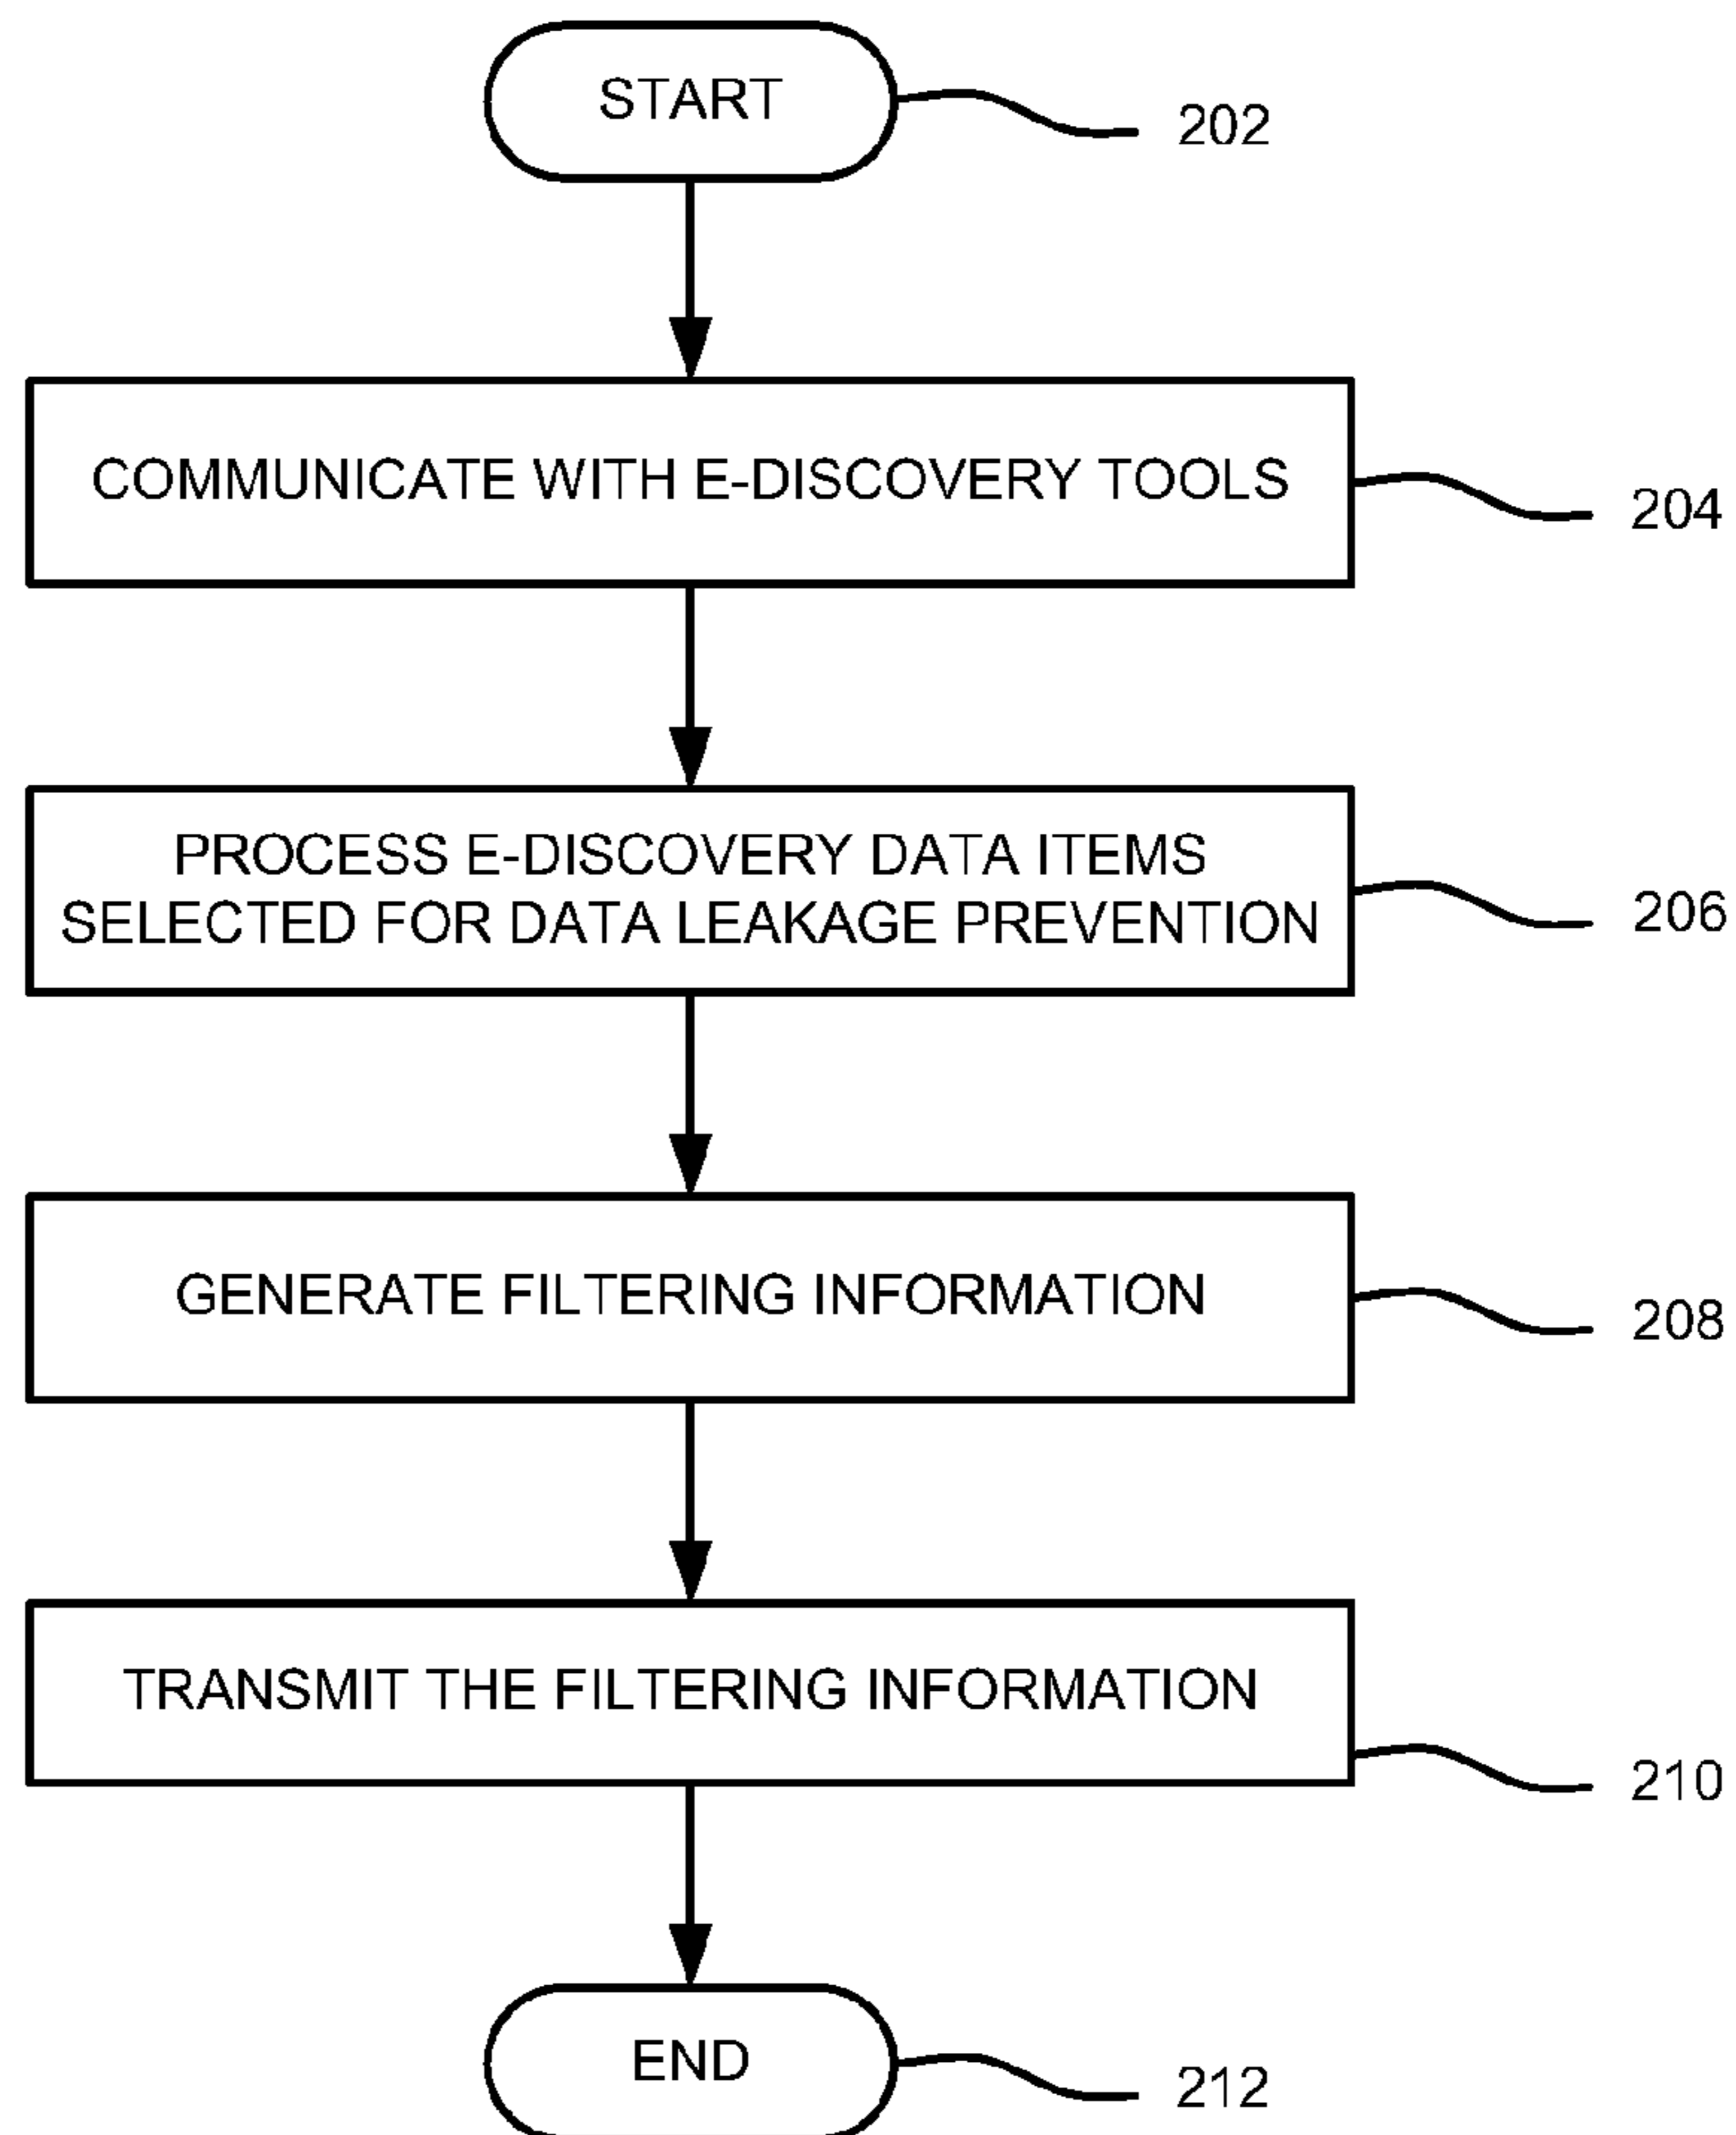 START
202
COMMUNICATE WITH E-DISCOVERY TOOLS
204
PROCESS E-DISCOVERY DATA ITEMS
SELECTED FOR DATA LEAKAGE PREVENTION
206
GENERATE FILTERING INFORMATION
208
TRANSMIT THE FILTERING INFORMATION
210
END
212